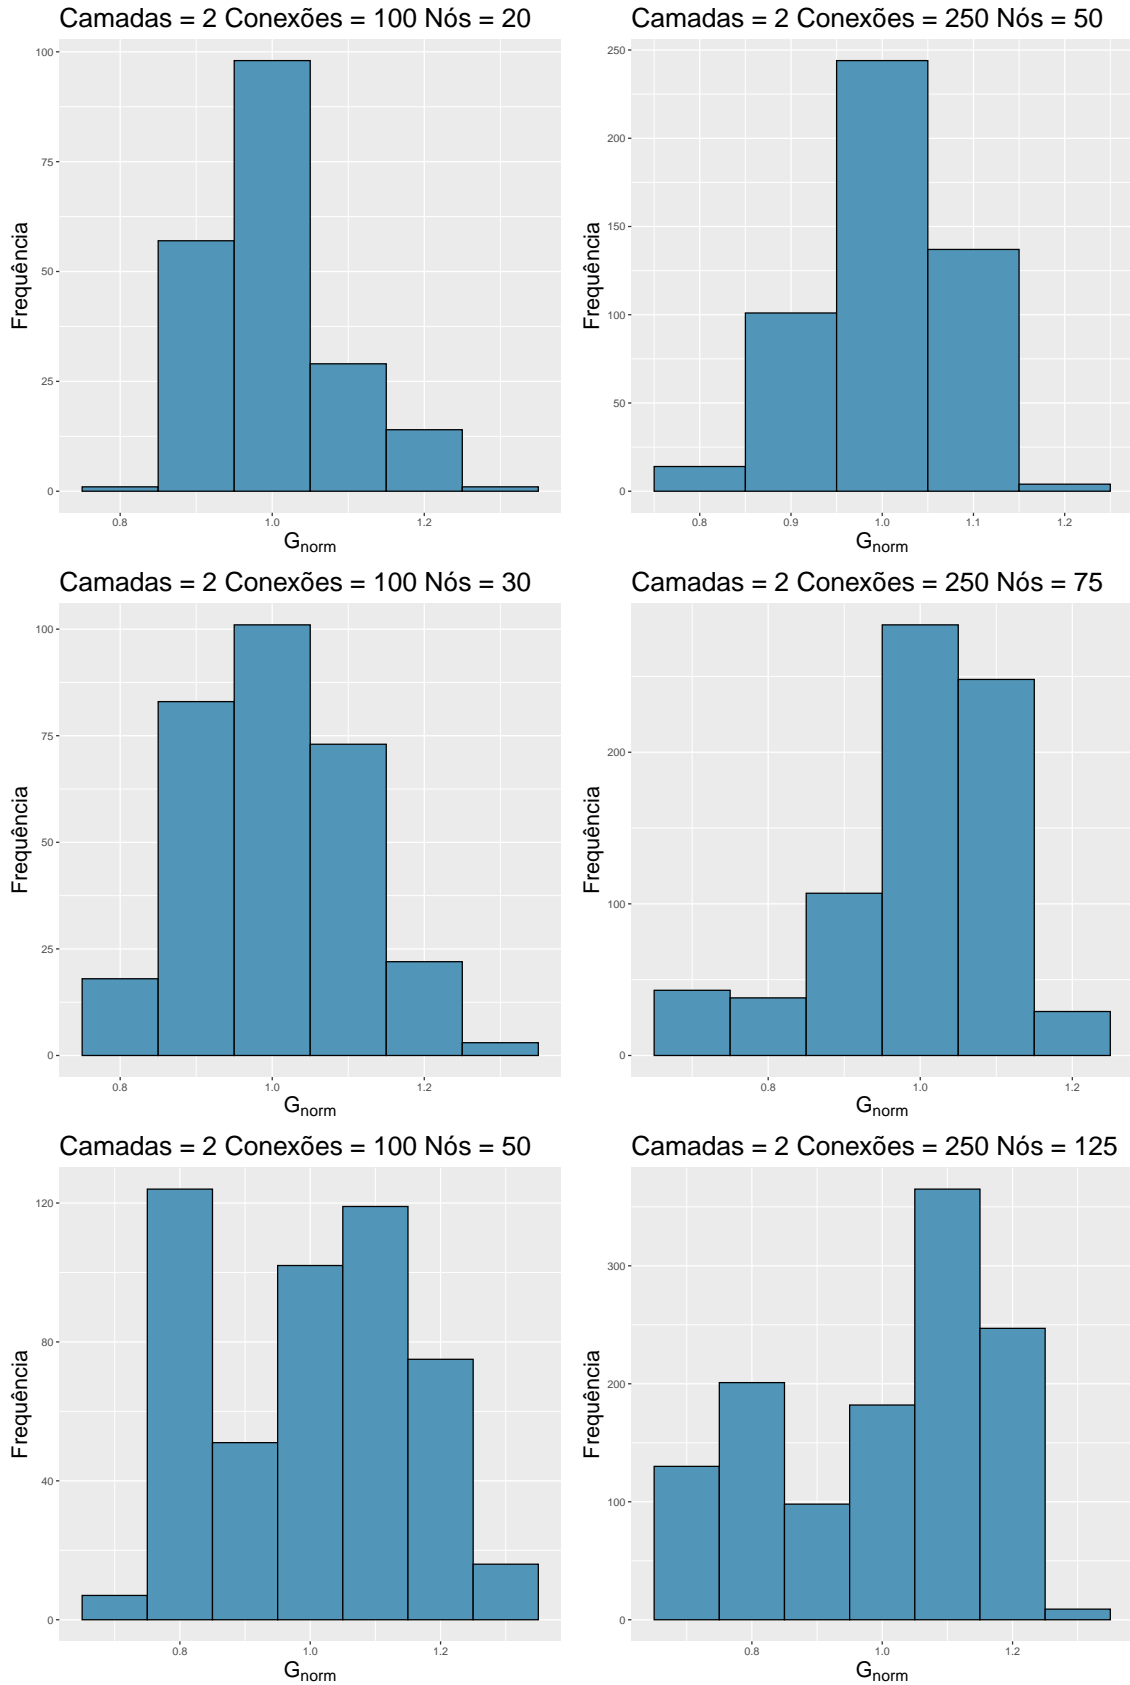 Camadas = 2 Conexões = 100 Nós = 20
Frequência
100
75
50
25
0
0.8 1.0 1.2
Gnorm
Camadas = 2 Conexões = 250 Nós = 50
Frequência
250
200
150
100
50
0
0.8 0.9 1.0 1.1 1.2
Gnorm
Camadas = 2 Conexões = 100 Nós = 30
Frequência
100
75
50
25
0
0.8 1.0 1.2
Gnorm
Camadas = 2 Conexões = 250 Nós = 75
Frequência
200
100
0
0.8 1.0 1.2
Gnorm
Camadas = 2 Conexões = 100 Nós = 50
Frequência
120
80
40
0
0.8 1.0 1.2
Gnorm
Camadas = 2 Conexões = 250 Nós = 125
Frequência
300
200
100
0
0.8 1.0 1.2
Gnorm